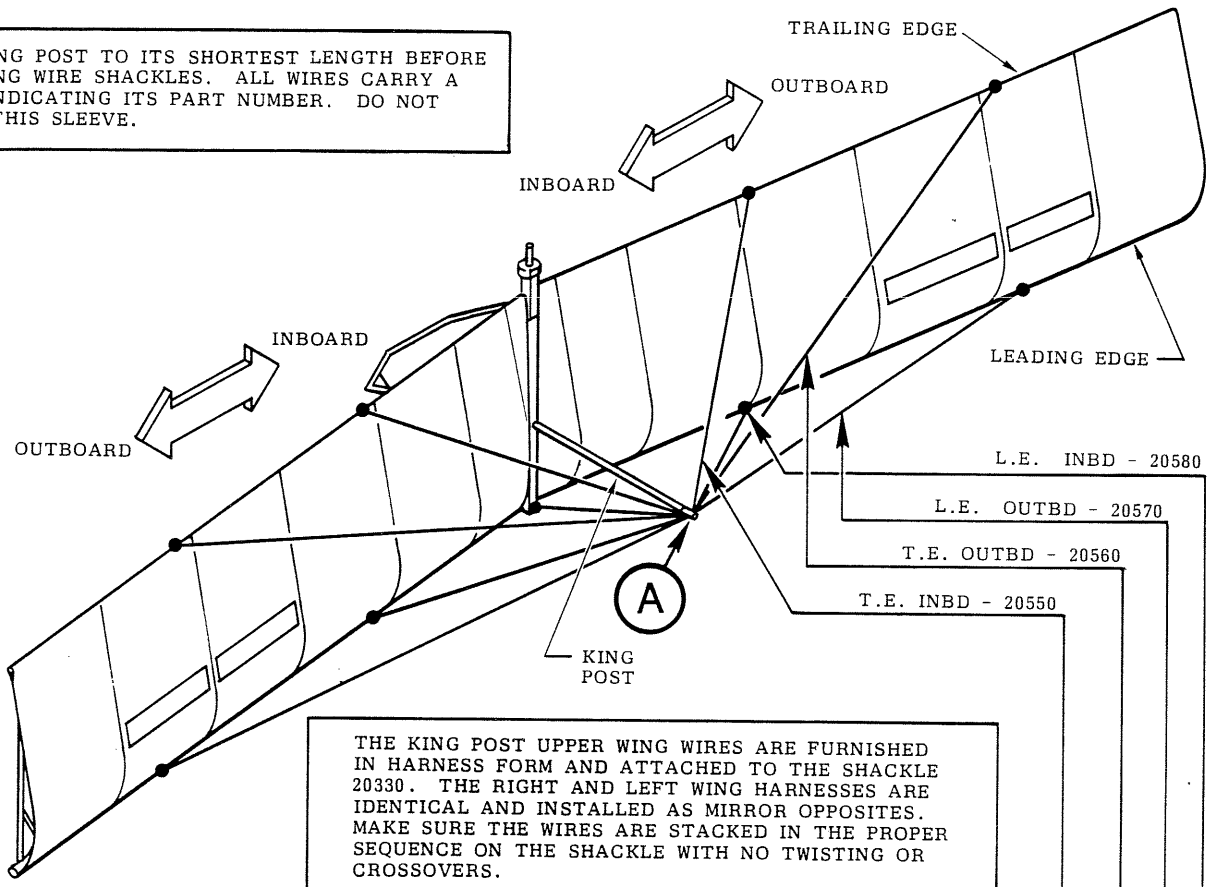 NG POST TO ITS SHORTEST LENGTH BEFORE
NG WIRE SHACKLES. ALL WIRES CARRY A
NDICATING ITS PART NUMBER. DO NOT
THIS SLEEVE.
TRAILING EDGE
OUTBOARD
INBOARD
INBOARD
OUTBOARD
LEADING EDGE
L.E. INBD - 20580
L.E. OUTBD - 20570
T.E. OUTBD - 20560
T.E. INBD - 20550
A
KING
POST
THE KING POST UPPER WING WIRES ARE FURNISHED
IN HARNESS FORM AND ATTACHED TO THE SHACKLE
20330. THE RIGHT AND LEFT WING HARNESSES ARE
IDENTICAL AND INSTALLED AS MIRROR OPPOSITES.
MAKE SURE THE WIRES ARE STACKED IN THE PROPER
SEQUENCE ON THE SHACKLE WITH NO TWISTING OR
CROSSOVERS.